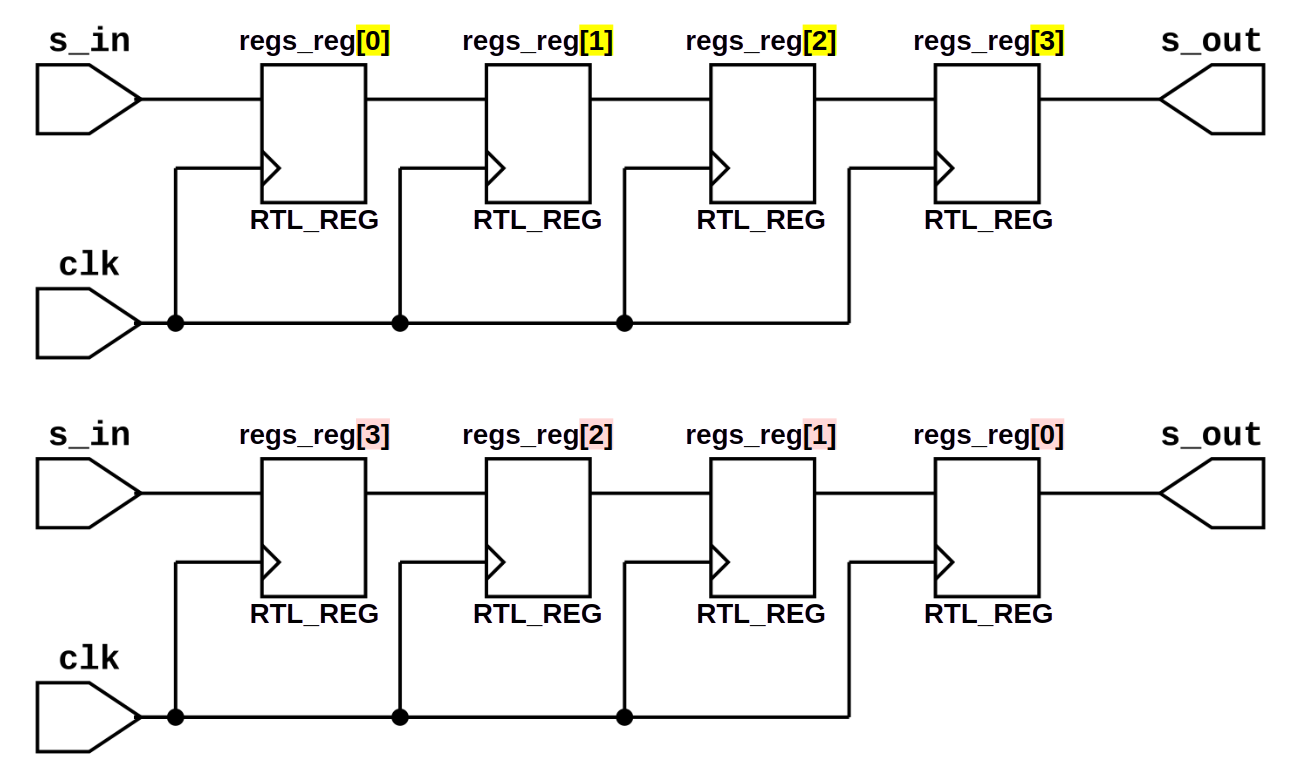 s_in regs_reg[0] regs_reg[1] regs_reg[2] regs_reg[3] s_out
RTL_REG RTL_REG RTL_REG RTL_REG
clk
s_in regs_reg[3] regs_reg[2] regs_reg[1] regs_reg[0] s_out
RTL_REG RTL_REG RTL_REG RTL_REG
clk